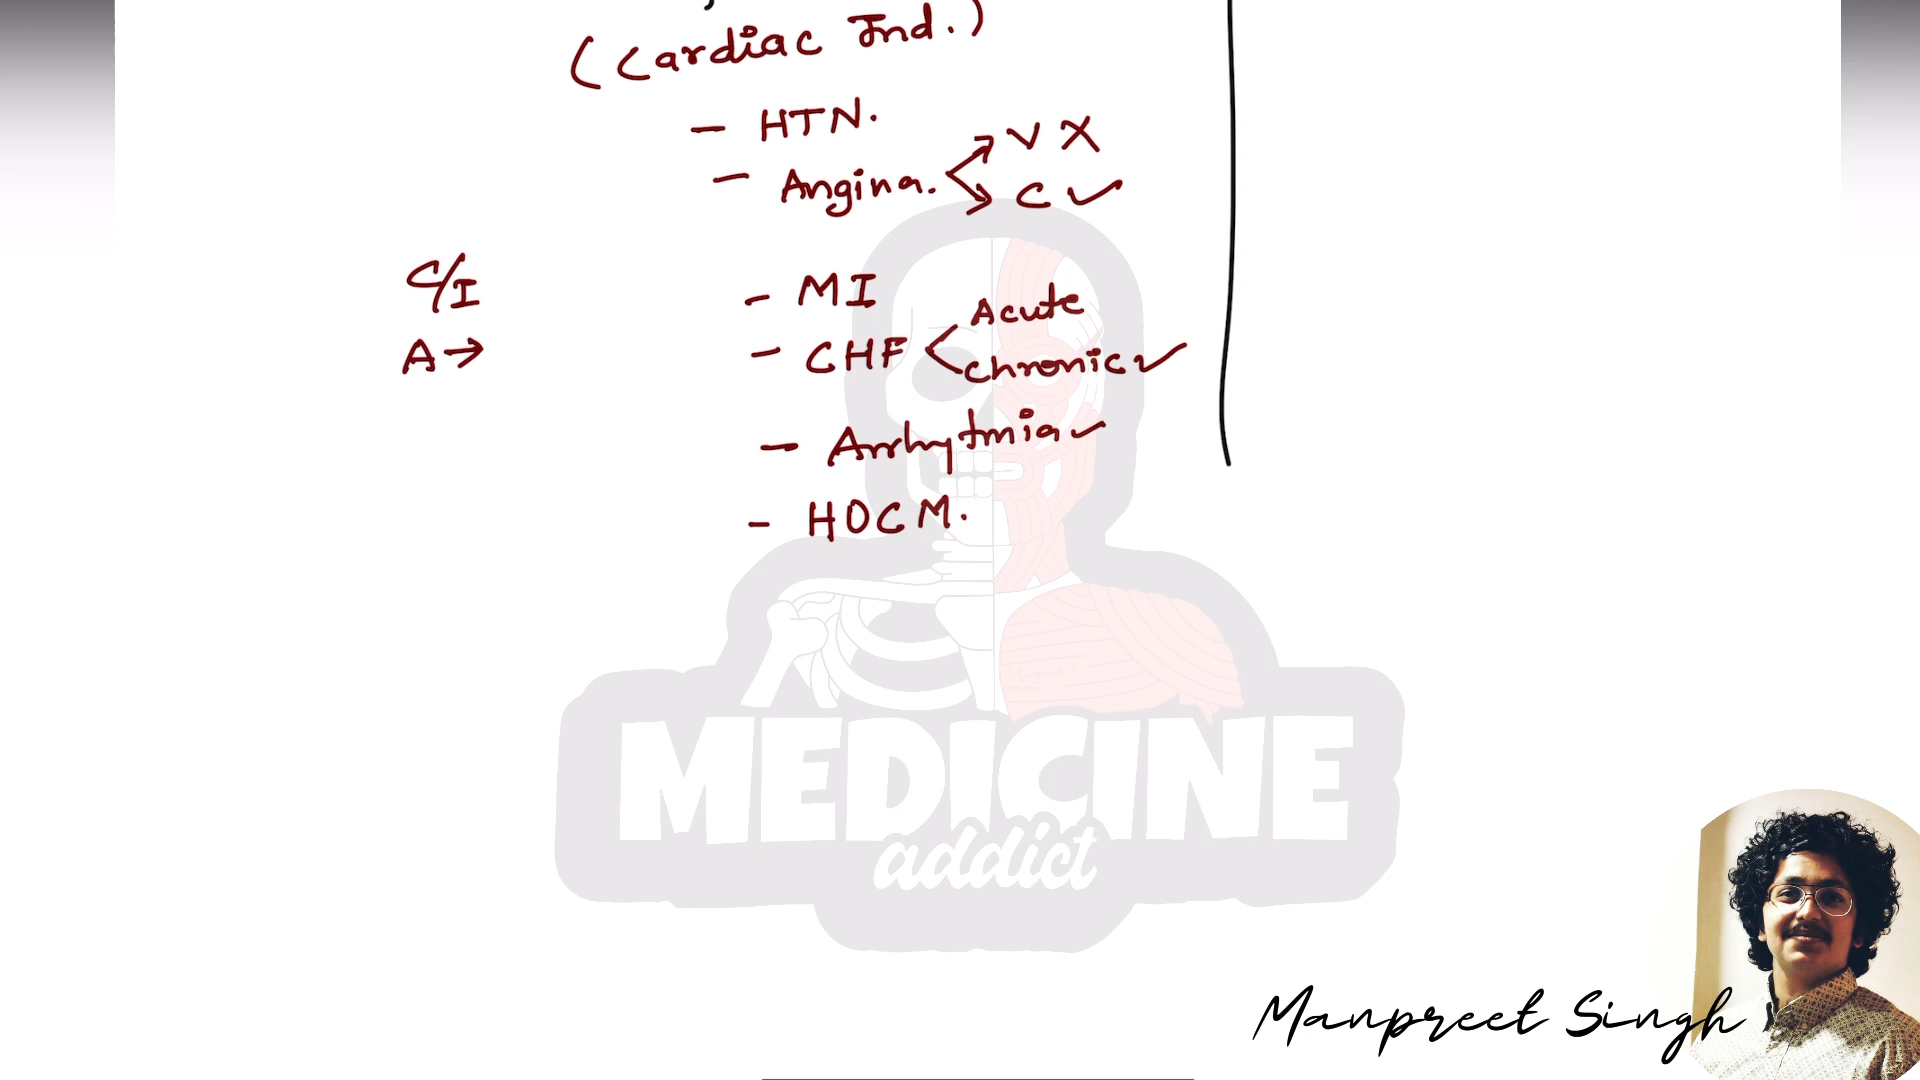 (Cardiac Ind.)
- HTN.
- Angina. → V X
→ C ✓
C/I
- MI
A →
- CHF < Acute
Chronic ✓
- Arrhytmia ✓
- HOCM.
MEDICINE
addict
Manpreet Singh